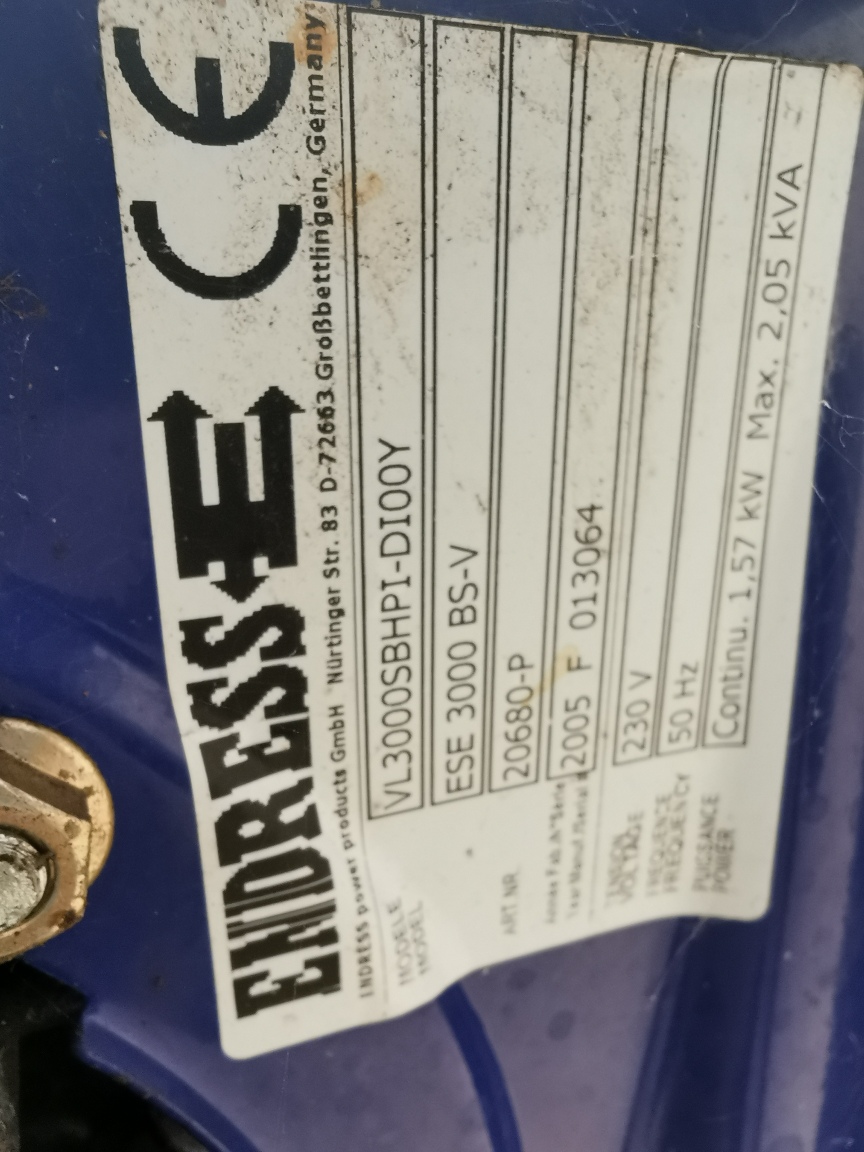 ENDRESS CE
ENDRESS power products GmbH Nürtinger Str. 83 D-72663 Großbettlingen, Germany
MODELE
MODEL
VL3000SBHPI-DI00Y
ESE 3000 BS-V
ART.NR.
20680-P
2005 F 013064
TENSION
VOLTAGE
230 V
FREQUENCE
FREQUENCY
50 Hz
PUISSANCE
POWER
Continu. 1,57 kW Max. 2,05 kVA